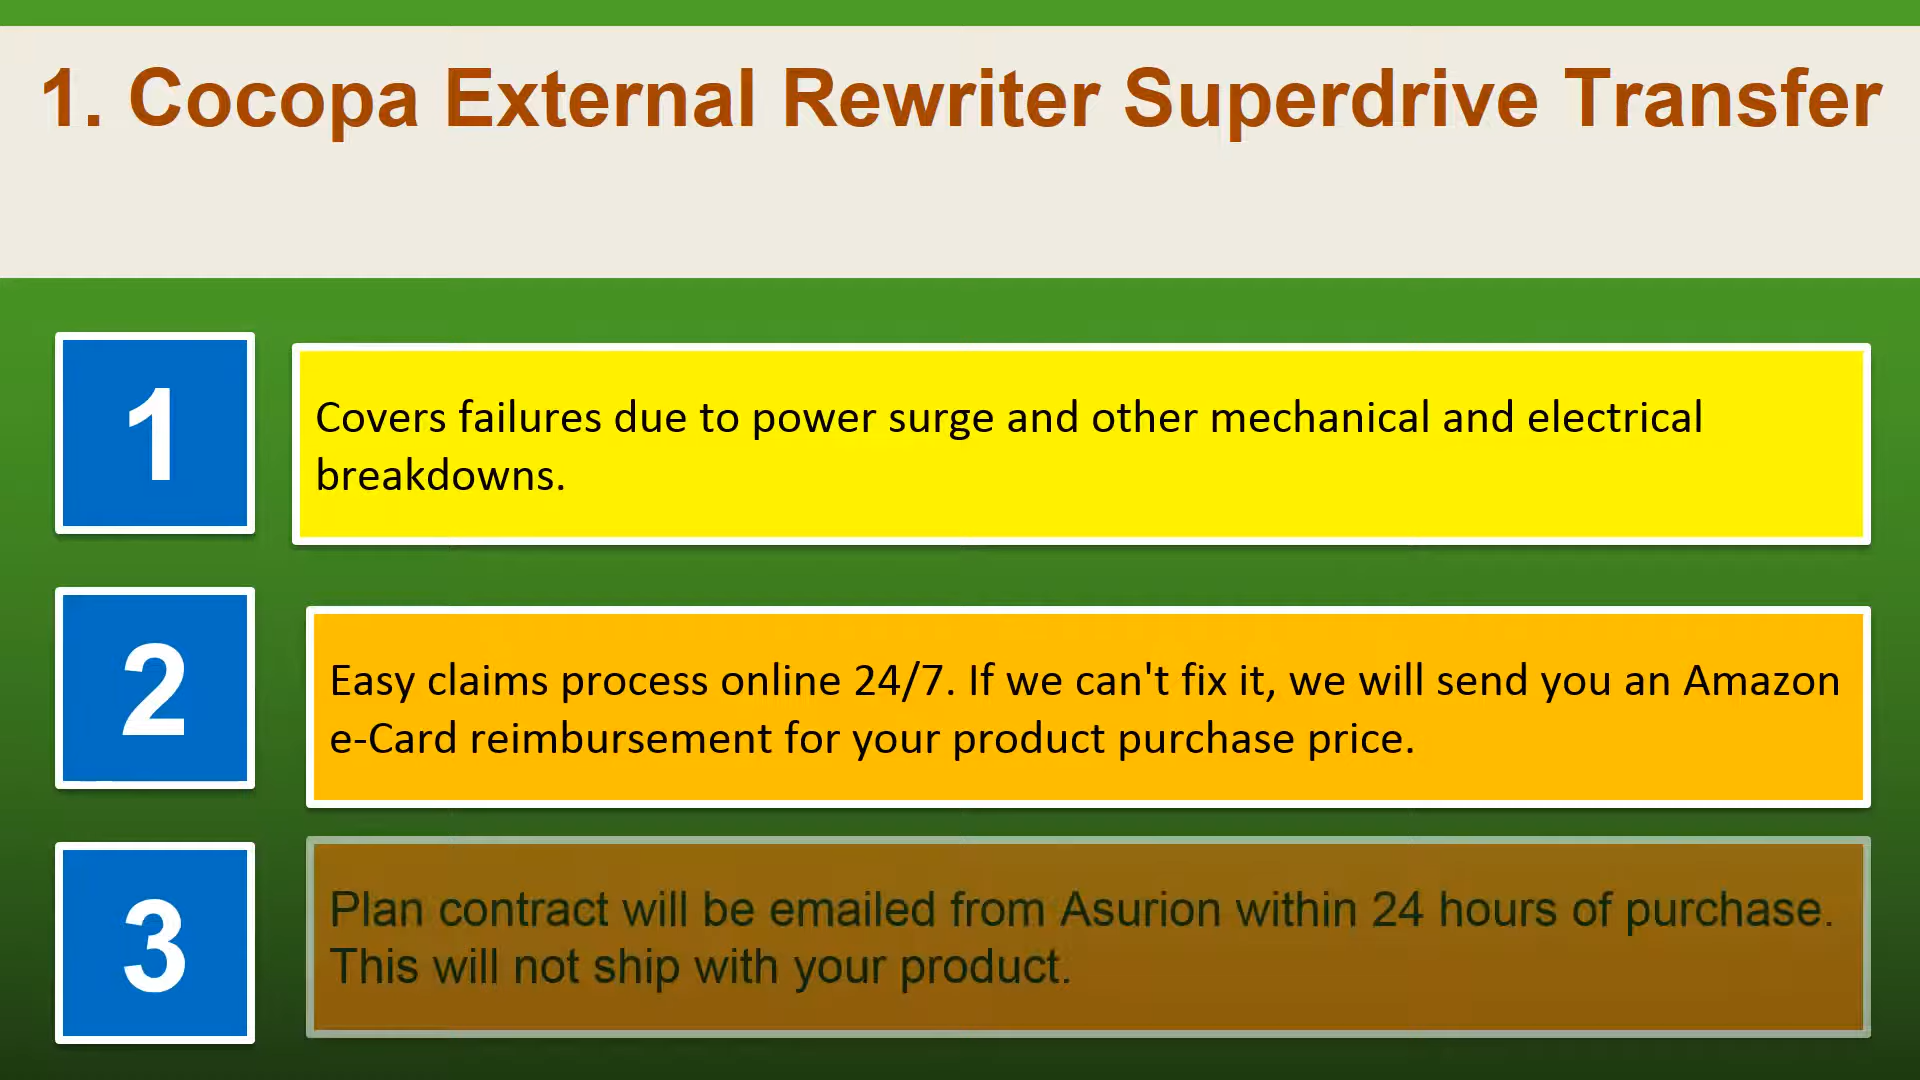 1. Cocopa External Rewriter Superdrive Transfer
1
Covers failures due to power surge and other mechanical and electrical
breakdowns.
2
Easy claims process online 24/7. If we can't fix it, we will send you an Amazon
e-Card reimbursement for your product purchase price.
3
Plan contract will be emailed from Asurion within 24 hours of purchase.
This will not ship with your product.